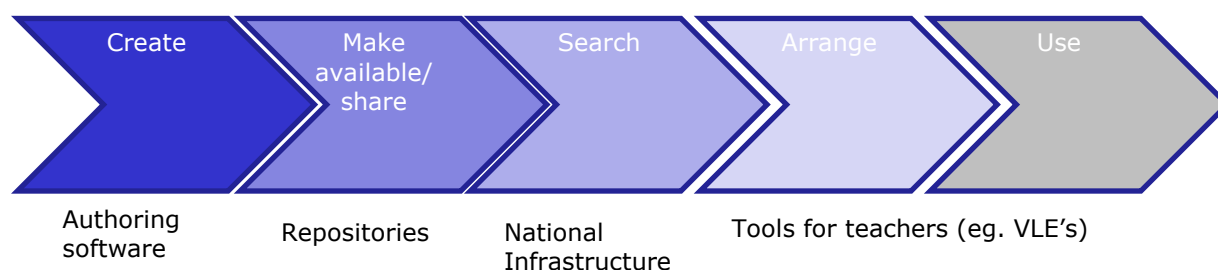 Create
Make
available/
share
Search
Arrange
Use
Authoring
software
Repositories
National
Infrastructure
Tools for teachers (eg. VLE's)